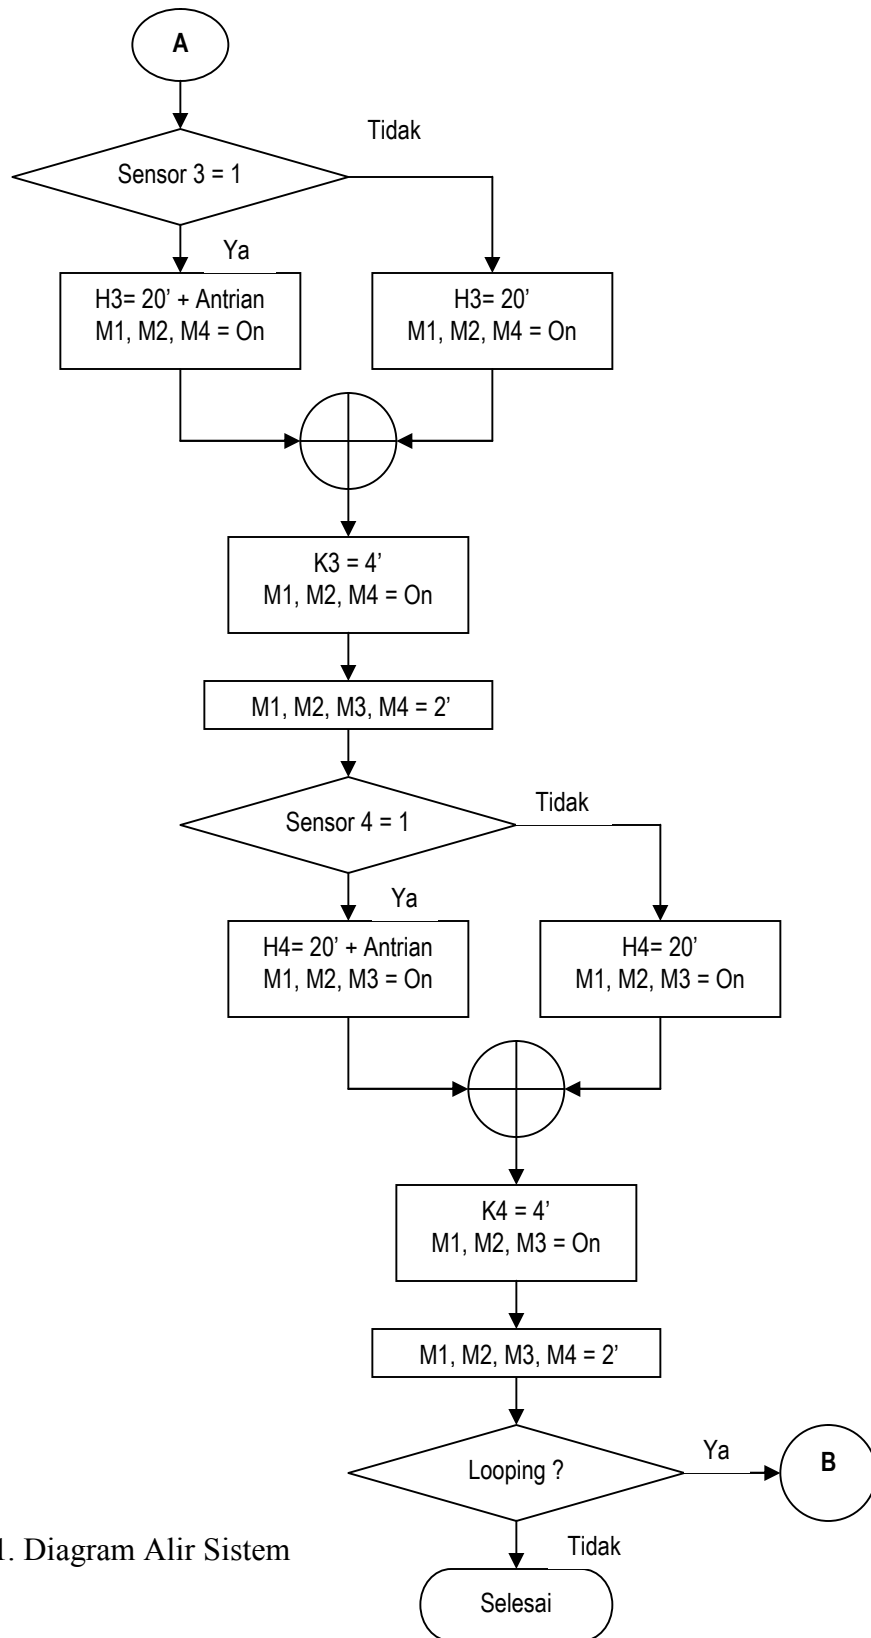 A
Tidak
Sensor 3 = 1
Ya
H3= 20’ + Antrian
M1, M2, M4 = On
H3= 20’
M1, M2, M4 = On
K3 = 4’
M1, M2, M4 = On
M1, M2, M3, M4 = 2’
Tidak
Sensor 4 = 1
Ya
H4= 20’ + Antrian
M1, M2, M3 = On
H4= 20’
M1, M2, M3 = On
K4 = 4’
M1, M2, M3 = On
M1, M2, M3, M4 = 2’
Looping ?
Ya
B
1. Diagram Alir Sistem
Tidak
Selesai